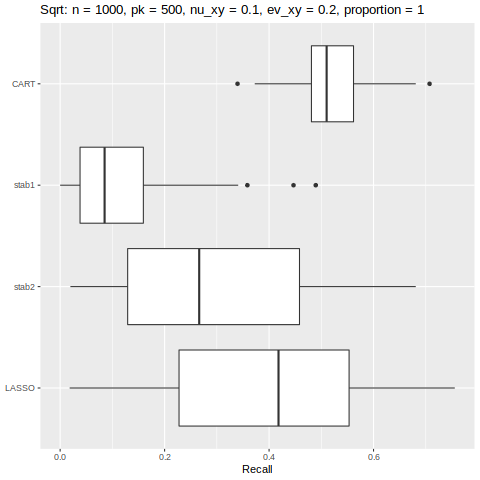 Sqrt: n = 1000, pk = 500, nu_xy = 0.1, ev_xy = 0.2, proportion = 1
CART
stab1
stab2
LASSO
0.0 0.2 0.4 0.6
Recall